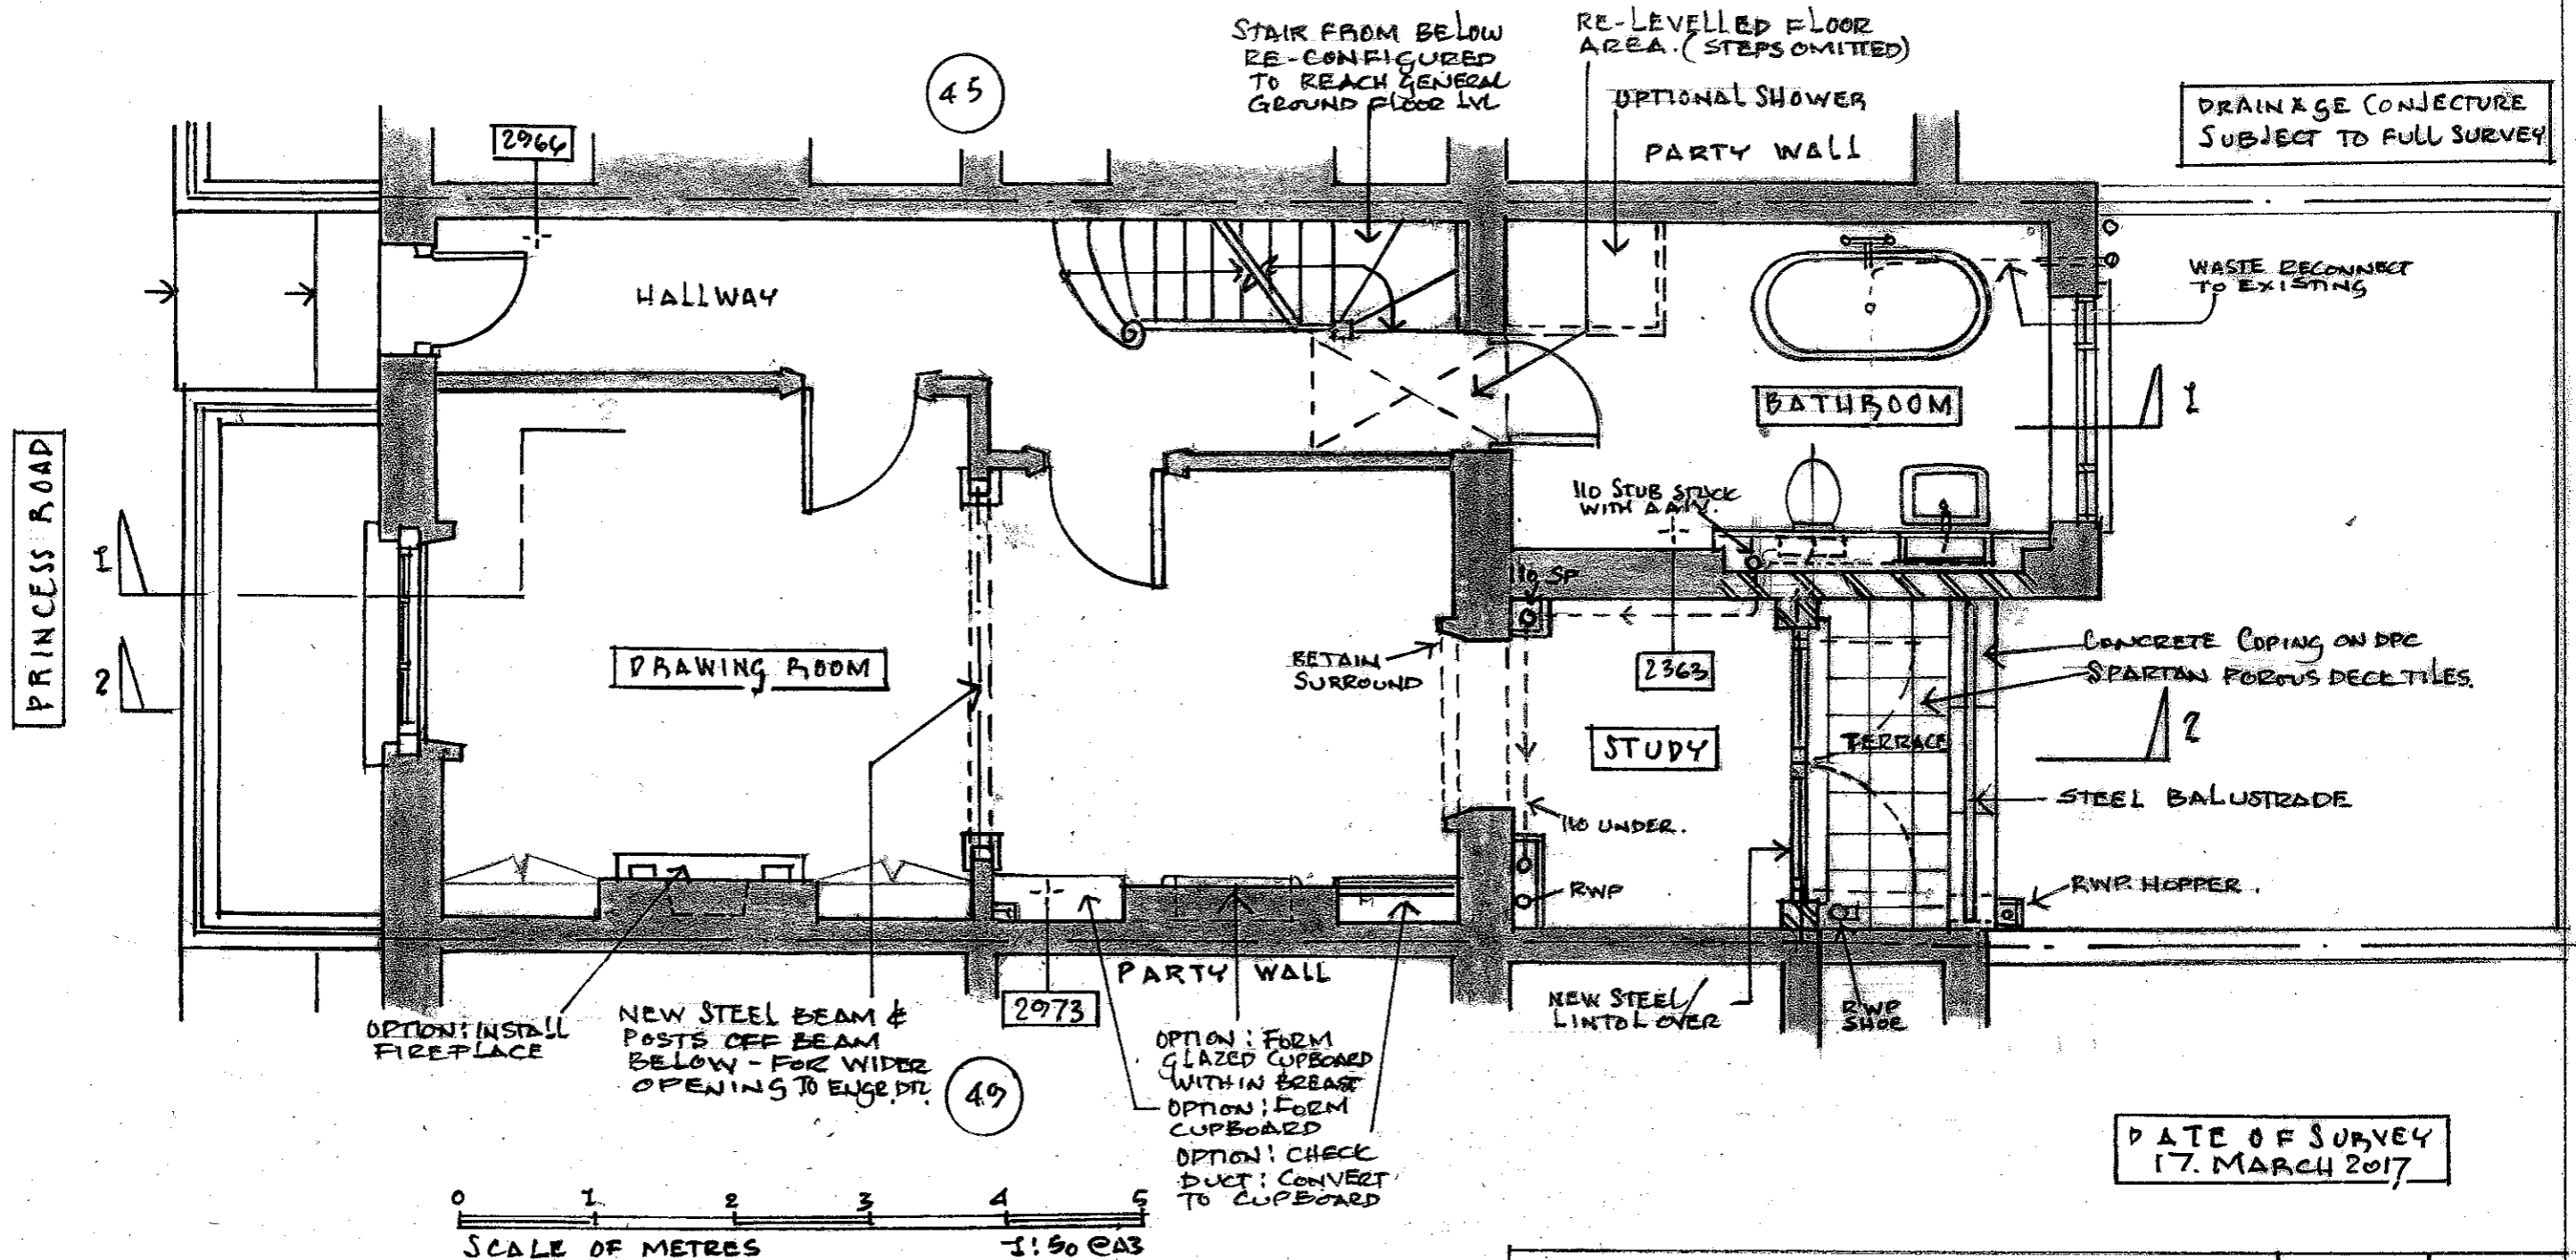 STAIR FROM BELOW
RE-CONFIGURED
TO REACH GENERAL
GROUND FLOOR LVL
RE-LEVELLED FLOOR
AREA. (STEPS OMITTED)
OPTIONAL SHOWER
PARTY WALL
DRAINAGE CONJECTURE
SUBJECT TO FULL SURVEY
45
2966
HALLWAY
WASTE RECONNECT
TO EXISTING
BATHROOM
1
PRINCESS ROAD
1
2
110 STUB STACK
WITH A.A.V.
110 SP
DRAWING ROOM
RETAIN
SURROUND
2363
STUDY
CONCRETE COPING ON DPC
SPARTAN POROUS DECK TILES.
2
TERRACE
STEEL BALUSTRADE
110 UNDER.
RWP
RWP HOPPER.
PARTY WALL
OPTION: INSTALL
FIREPLACE
NEW STEEL BEAM &
POSTS OFF BEAM
BELOW - FOR WIDER
OPENING TO ENGR. DTL.
49
2973
OPTION: FORM
GLAZED CUPBOARD
WITHIN BREAST
OPTION: FORM
CUPBOARD
OPTION: CHECK
DUCT: CONVERT
TO CUPBOARD
NEW STEEL
LINTOL OVER
RWP
SHOE
DATE OF SURVEY
17. MARCH 2017
0 1 2 3 4 5
SCALE OF METRES 1:50 @A3